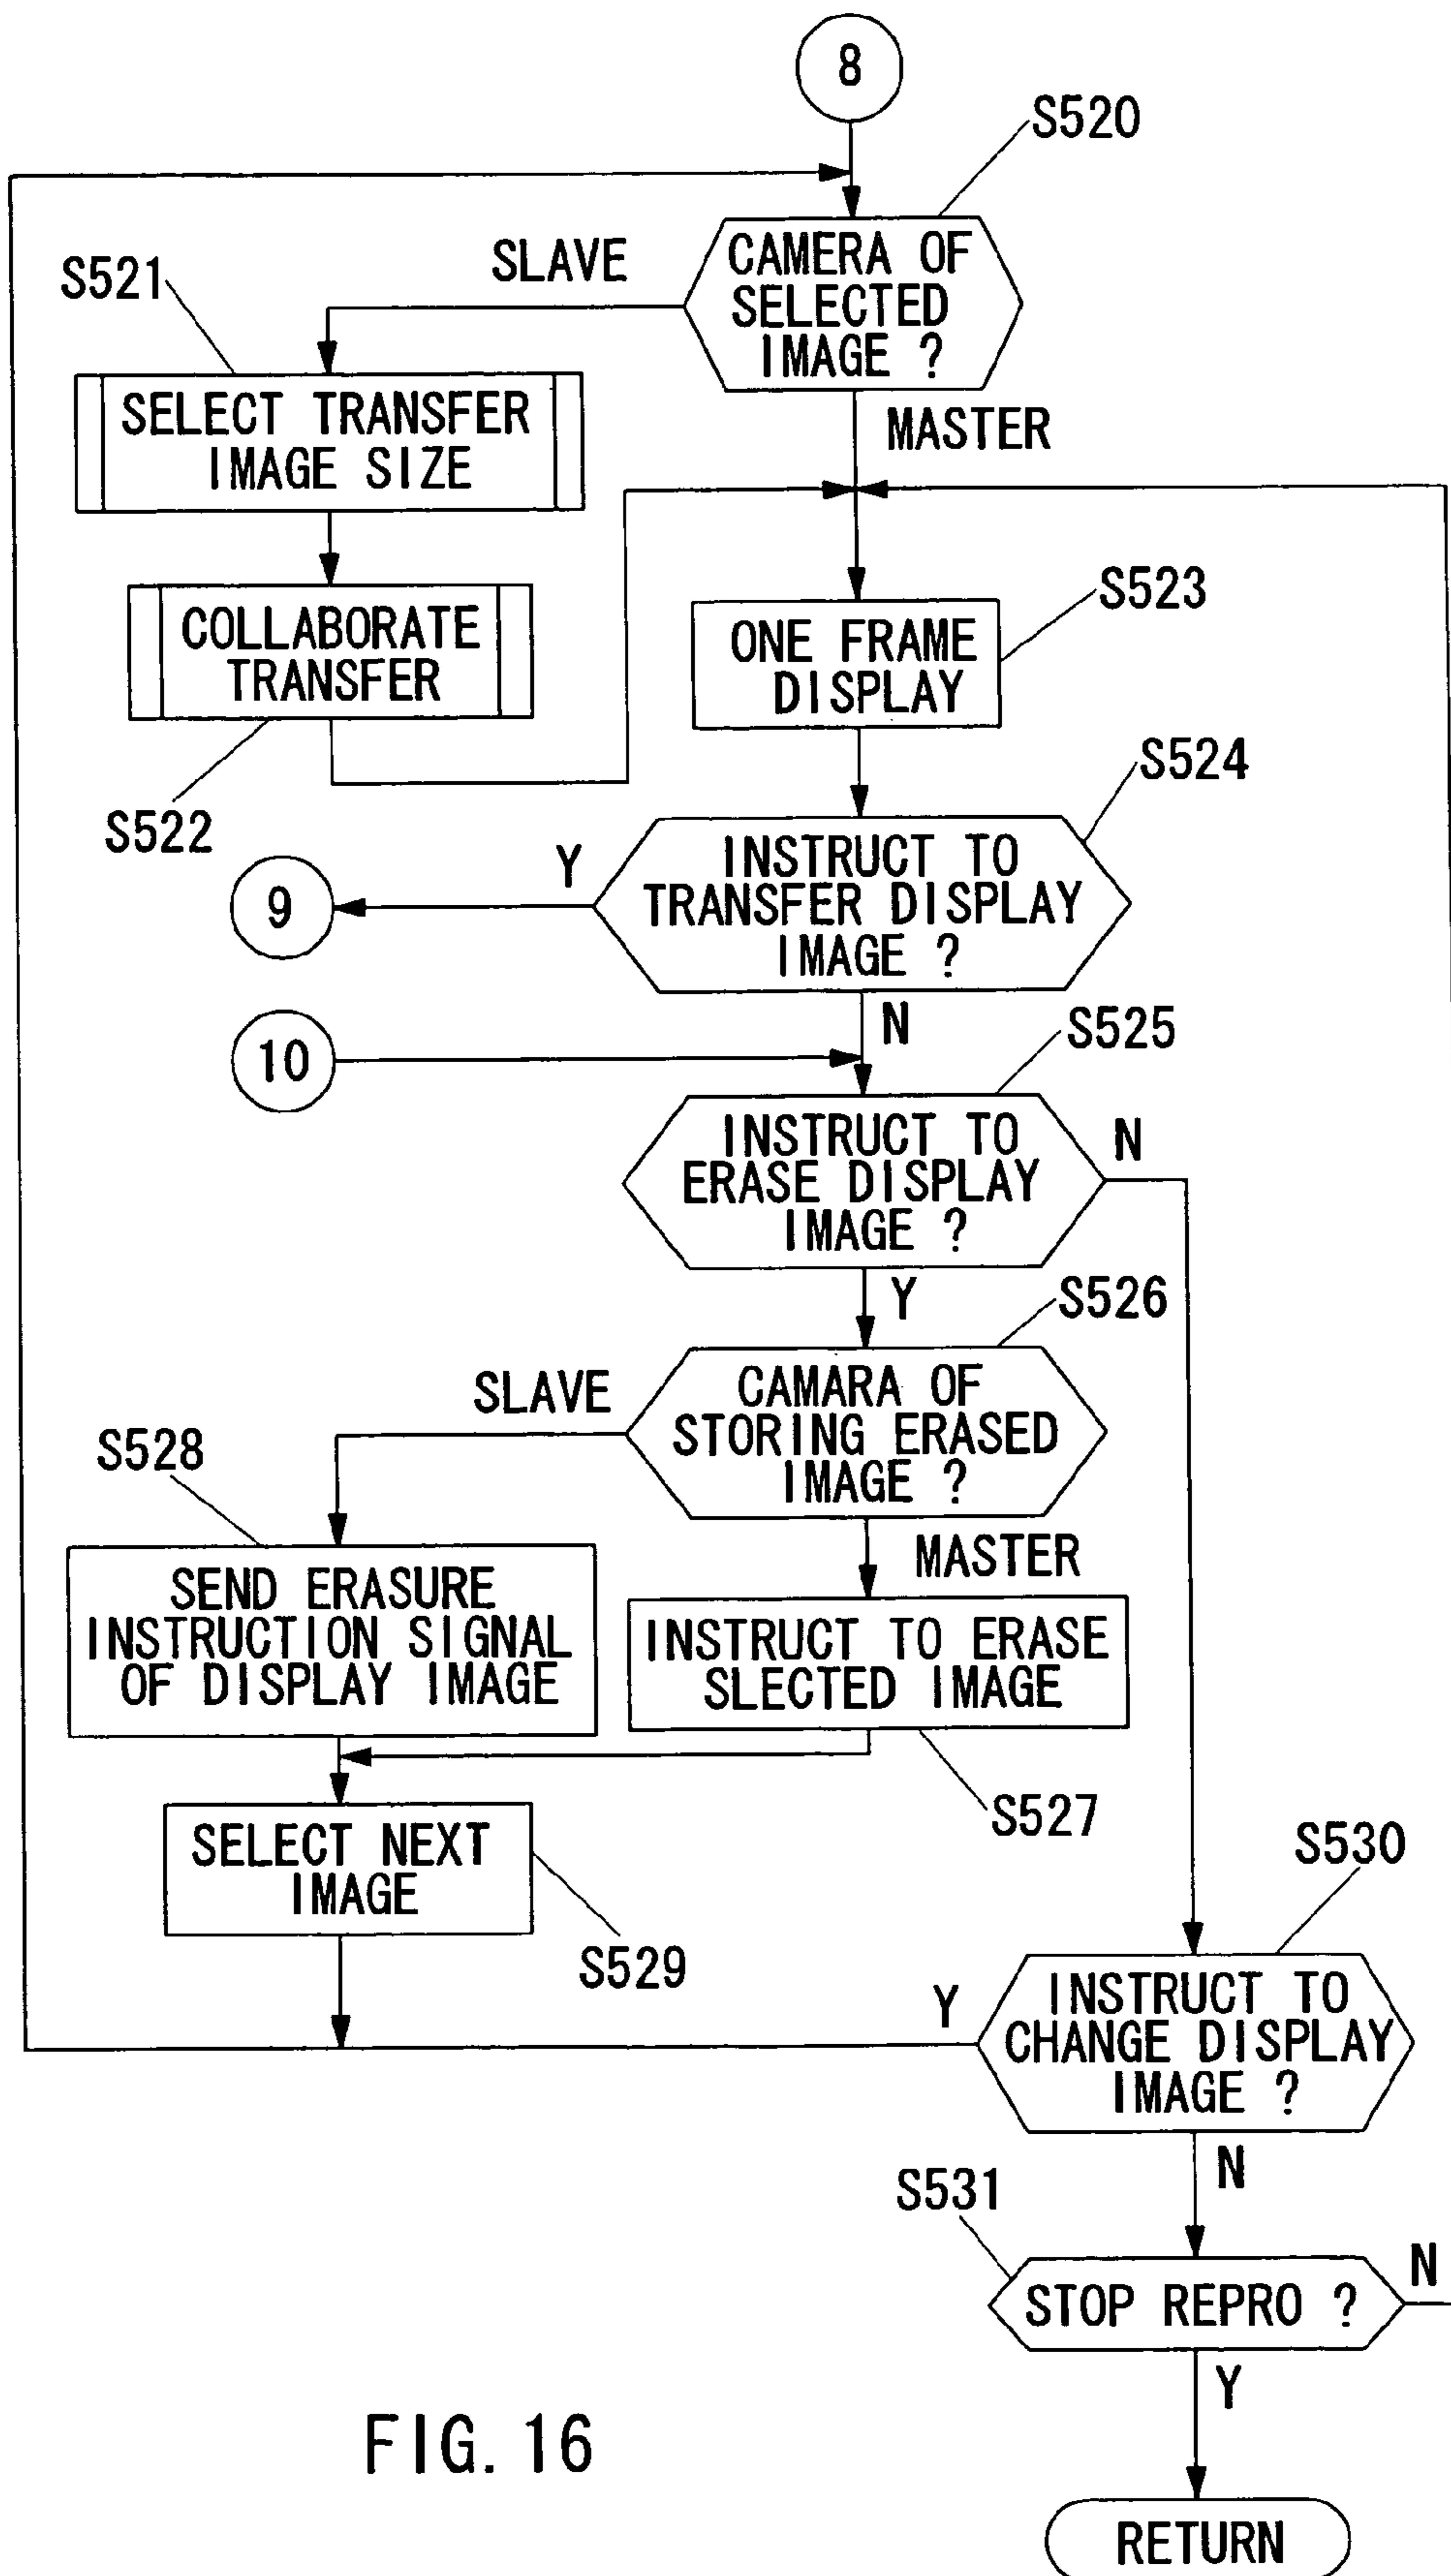 8
S520
CAMERA OF
SELECTED
IMAGE ?
SLAVE
S521
MASTER
SELECT TRANSFER
IMAGE SIZE
S523
COLLABORATE
TRANSFER
ONE FRAME
DISPLAY
S522
S524
INSTRUCT TO
TRANSFER DISPLAY
IMAGE ?
Y
9
N
10
S525
INSTRUCT TO
ERASE DISPLAY
IMAGE ?
N
Y
S526
CAMARA OF
STORING ERASED
IMAGE ?
SLAVE
S528
MASTER
SEND ERASURE
INSTRUCTION SIGNAL
OF DISPLAY IMAGE
INSTRUCT TO ERASE
SLECTED IMAGE
S527
SELECT NEXT
IMAGE
S529
S530
INSTRUCT TO
CHANGE DISPLAY
IMAGE ?
Y
N
S531
STOP REPRO ?
N
Y
RETURN
FIG. 16